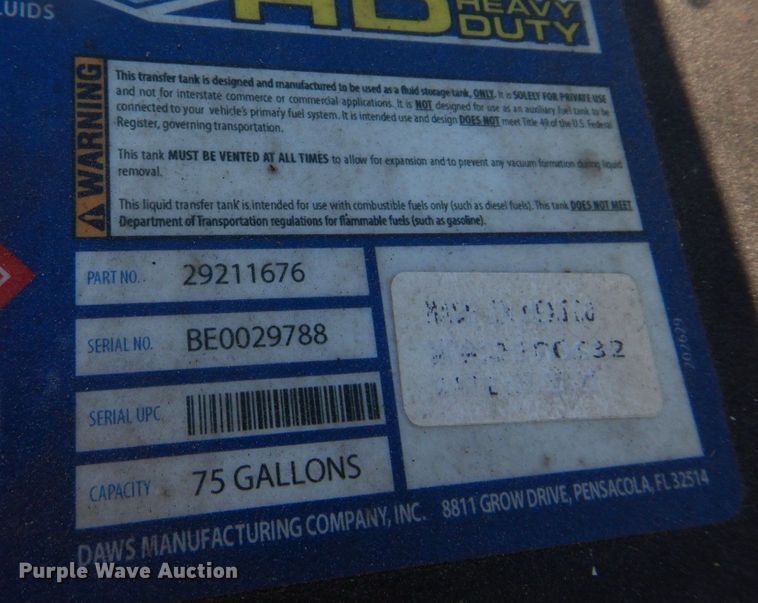 LUIDS
HD
HEAVY
DUTY
WARNING
This transfer tank is designed and manufactured to be used as a fluid storage tank, ONLY. It is SOLELY FOR PRIVATE USE
and not for interstate commerce or commercial applications. It is NOT designed for use as an auxiliary fuel tank to be
connected to your vehicle's primary fuel system. It is intended use and design DOES NOT meet Title 49 of the U.S. Federal
Register, governing transportation.
This tank MUST BE VENTED AT ALL TIMES to allow for expansion and to prevent any vacuum formation during liquid
removal.
This liquid transfer tank is intended for use with combustible fuels only (such as diesel fuels). This tank DOES NOT MEET
Department of Transportation regulations for flammable fuels (such as gasoline).
PART NO. 29211676
SERIAL NO. BE0029788
SERIAL UPC
CAPACITY 75 GALLONS
MADE IN MEXICO
202629
DAWS MANUFACTURING COMPANY, INC. 8811 GROW DRIVE, PENSACOLA, FL 32514
Purple Wave Auction